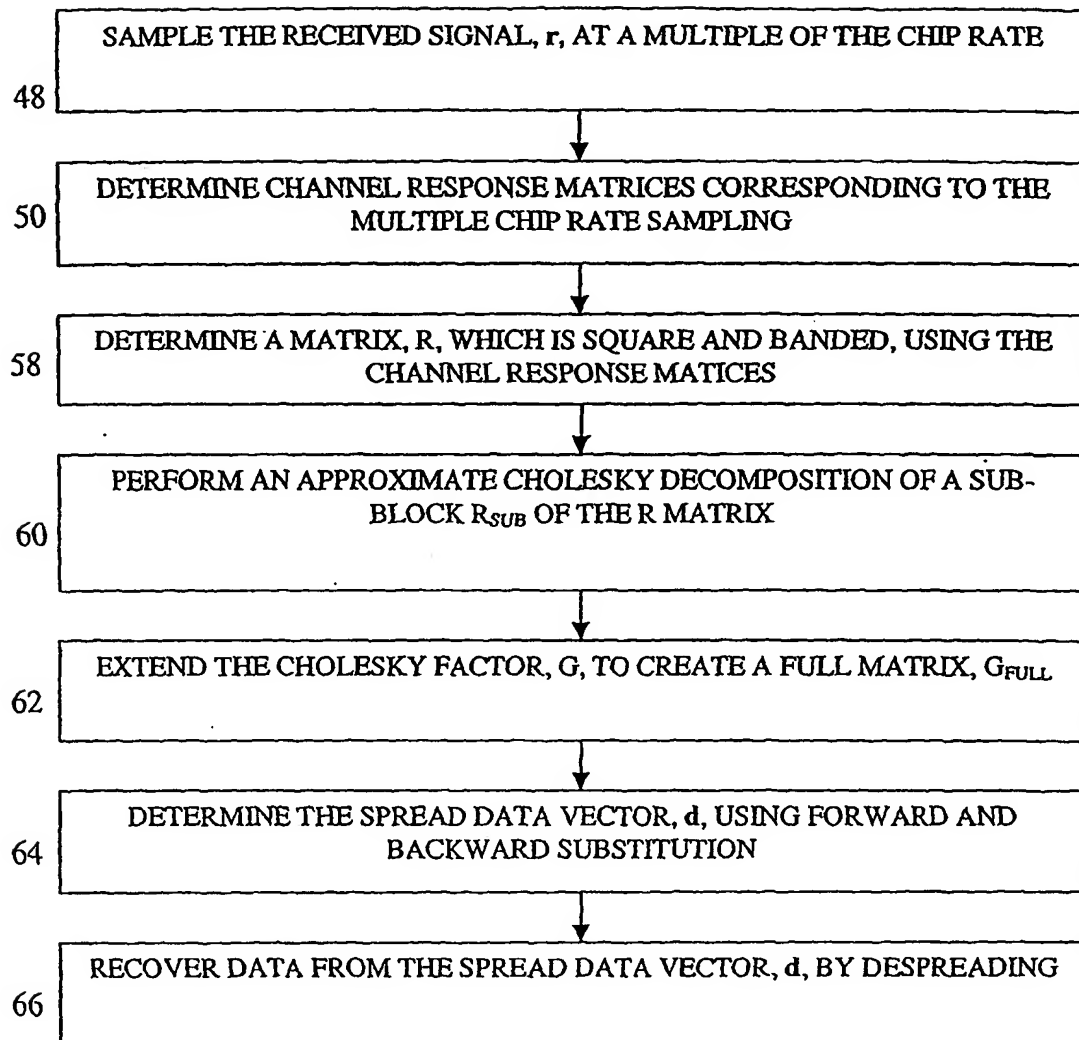 SAMPLE THE RECEIVED SIGNAL, r, AT A MULTIPLE OF THE CHIP RATE
48
DETERMINE CHANNEL RESPONSE MATRICES CORRESPONDING TO THE
MULTIPLE CHIP RATE SAMPLING
50
DETERMINE A MATRIX, R, WHICH IS SQUARE AND BANDED, USING THE
CHANNEL RESPONSE MATICES
58
PERFORM AN APPROXIMATE CHOLESKY DECOMPOSITION OF A SUB-
BLOCK RSUB OF THE R MATRIX
60
EXTEND THE CHOLESKY FACTOR, G, TO CREATE A FULL MATRIX, GFULL
62
DETERMINE THE SPREAD DATA VECTOR, d, USING FORWARD AND
BACKWARD SUBSTITUTION
64
RECOVER DATA FROM THE SPREAD DATA VECTOR, d, BY DESPREADING
66